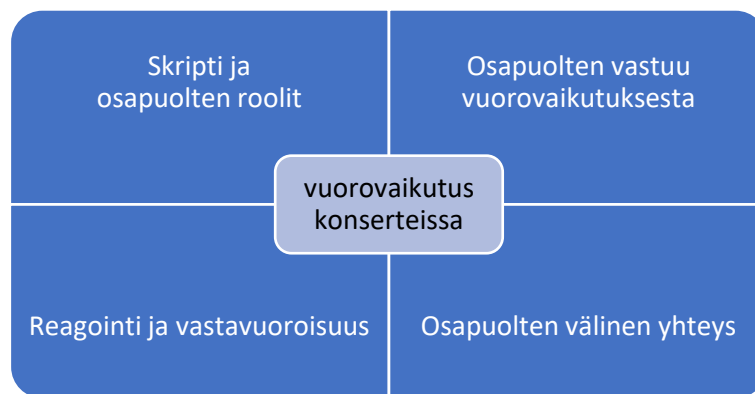 Skripti ja
osapuolten roolit
Osapuolten vastuu
vuorovaikutuksesta
vuorovaikutus
konserteissa
Reagointi ja vastavuoroisuus
Osapuolten välinen yhteys